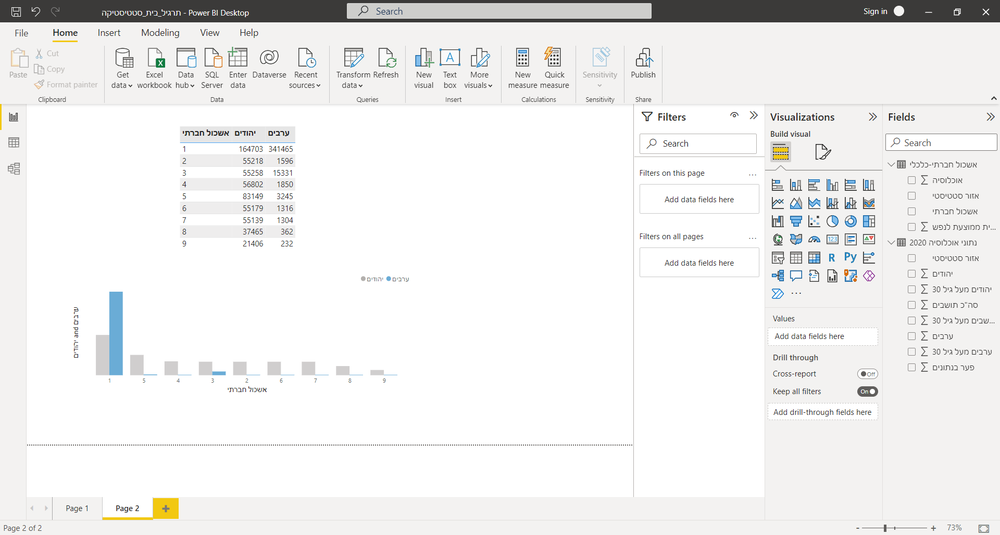 תרגיל_בית_סטטיסטיקה - Power BI Desktop
Search
Sign in
File Home Insert Modeling View Help
Paste
Cut
Copy
Format painter
Clipboard
Get data
Excel workbook
Data hub
SQL Server
Enter data
Dataverse
Recent sources
Data
Transform data
Refresh
Queries
New visual
Text box
More visuals
Insert
New measure
Quick measure
Calculations
Sensitivity
Sensitivity
Publish
Share
אשכול חברתי יהודים ערבים
1 164703 341465
2 55218 1596
3 55258 15331
4 56802 1850
5 83149 3245
6 55179 1316
7 55139 1304
8 37465 362
9 21406 232
יהודים ערבים
יהודים and ערבים
1 5 4 3 2 6 7 8 9
אשכול חברתי
Filters
Search
Filters on this page ...
Add data fields here
Filters on all pages ...
Add data fields here
Visualizations
Build visual
123
R Py
...
Values
Add data fields here
Drill through
Cross-report Off
Keep all filters On
Add drill-through fields here
Fields
Search
אשכול חברתי-כלכלי
אוכלוסיה
אזור סטטיסטי
אשכול חברתי
...ית ממוצעת לנפש
נתוני אוכלוסיה 2020
אזור סטטיסטי
יהודים
יהודים מעל גיל 30
סה"כ תושבים
...שבים מעל גיל 30
ערבים
ערבים מעל גיל 30
פער בנתונים
Page 1 Page 2 +
Page 2 of 2
- + 73%